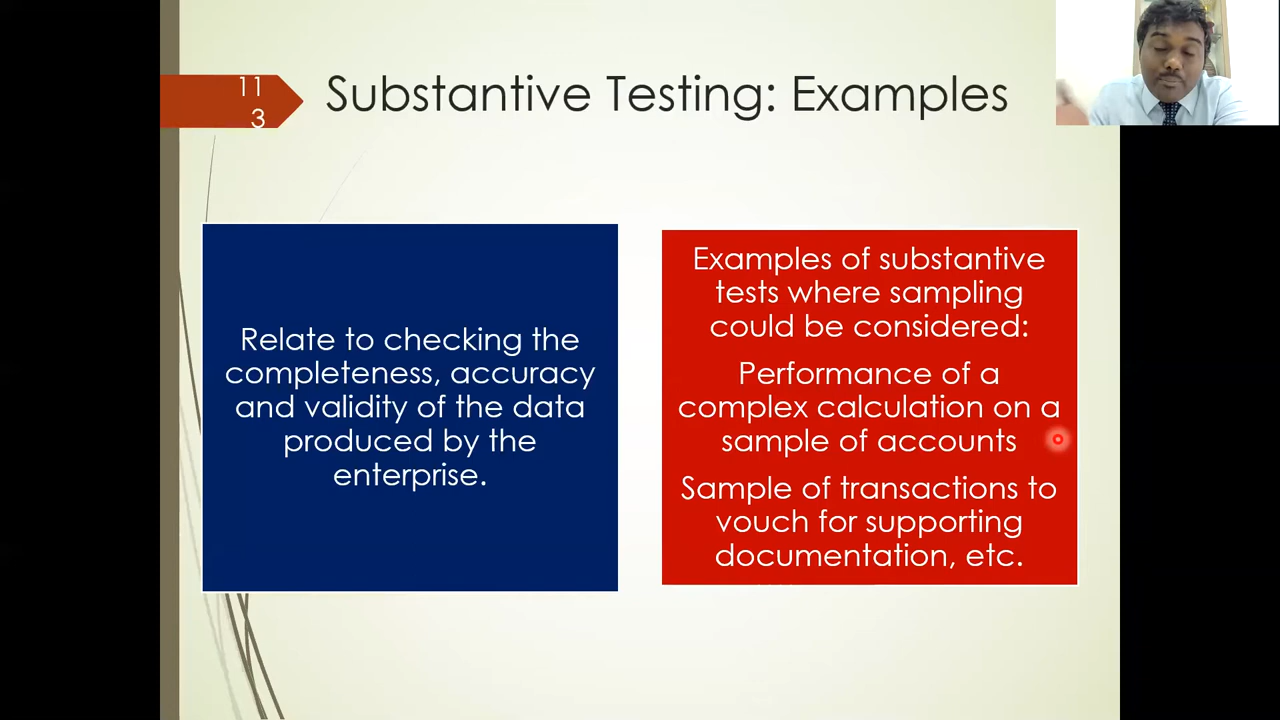 11
3
Substantive Testing: Examples
Relate to checking the
completeness, accuracy
and validity of the data
produced by the
enterprise.
Examples of substantive
tests where sampling
could be considered:
Performance of a
complex calculation on a
sample of accounts
Sample of transactions to
vouch for supporting
documentation, etc.